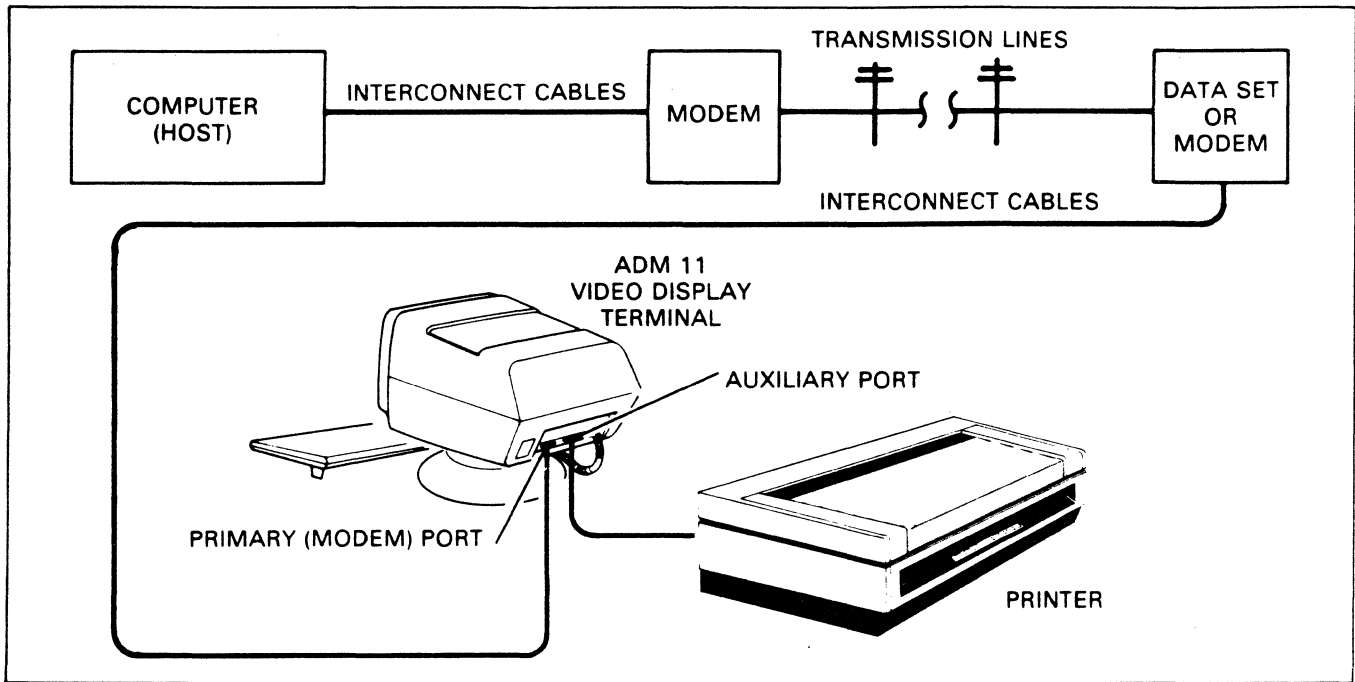 COMPUTER
(HOST)
INTERCONNECT CABLES
MODEM
TRANSMISSION LINES
DATA SET
OR
MODEM
INTERCONNECT CABLES
ADM 11
VIDEO DISPLAY
TERMINAL
AUXILIARY PORT
PRIMARY (MODEM) PORT
PRINTER